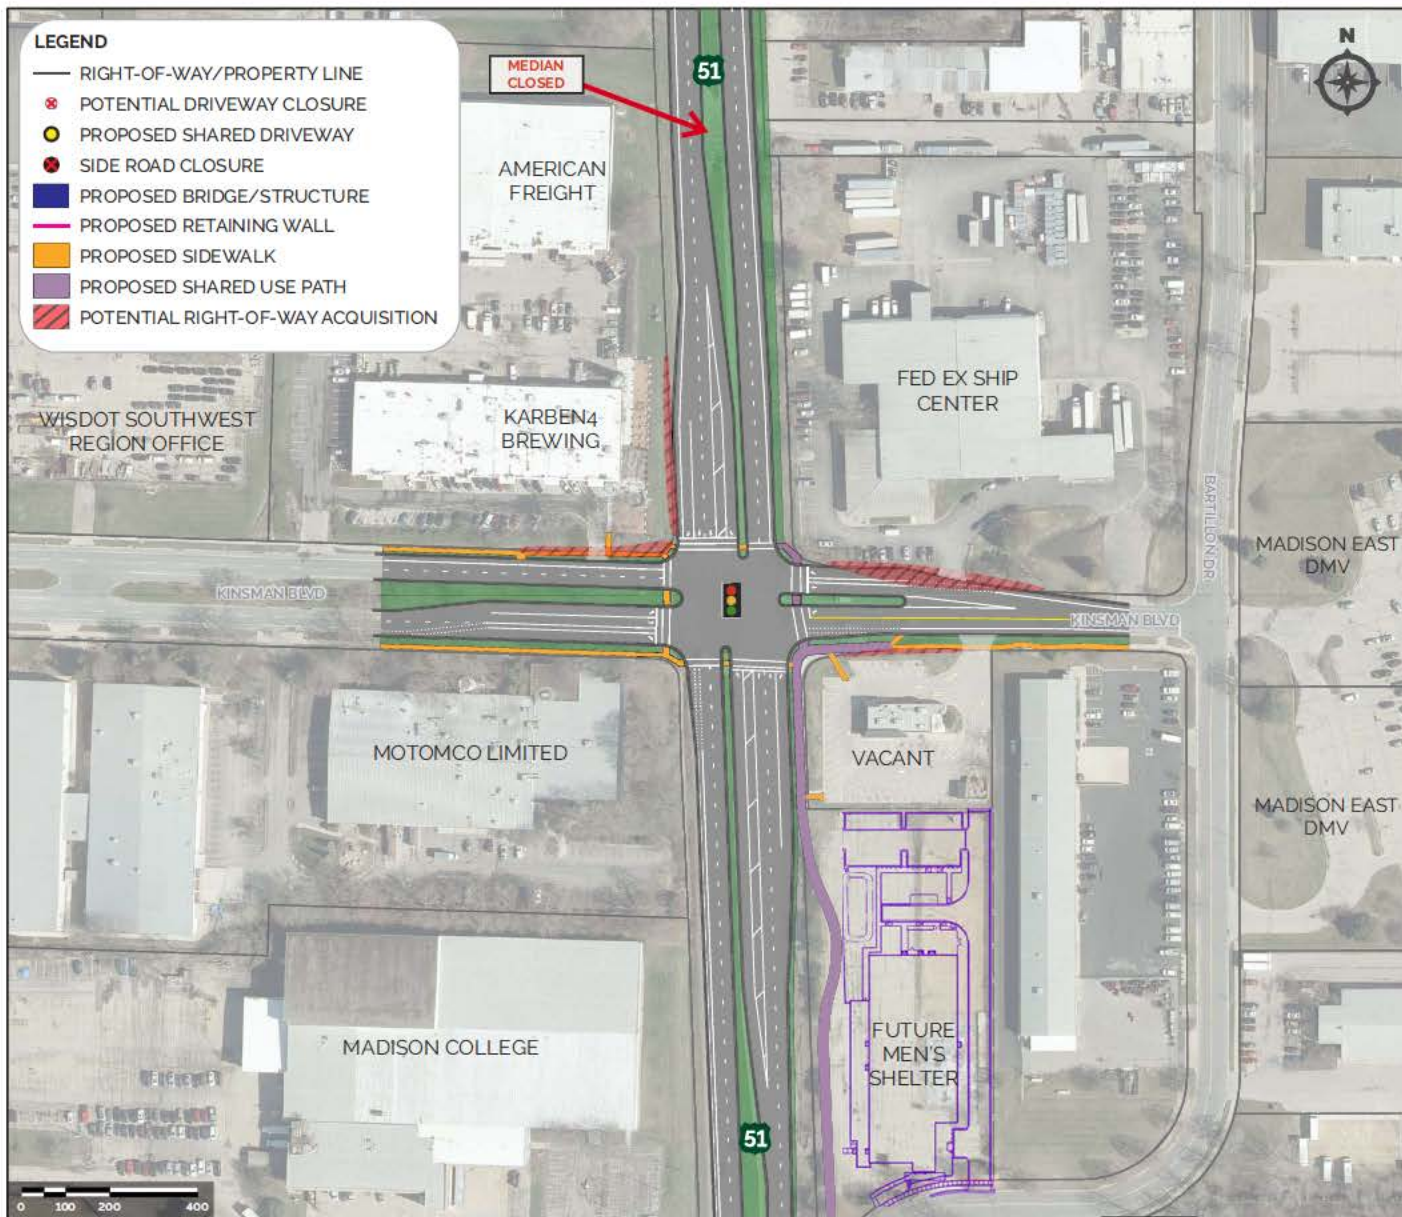 LEGEND
RIGHT-OF-WAY/PROPERTY LINE
POTENTIAL DRIVEWAY CLOSURE
PROPOSED SHARED DRIVEWAY
SIDE ROAD CLOSURE
PROPOSED BRIDGE/STRUCTURE
PROPOSED RETAINING WALL
PROPOSED SIDEWALK
PROPOSED SHARED USE PATH
POTENTIAL RIGHT-OF-WAY ACQUISITION
MEDIAN
CLOSED
51
N
AMERICAN
FREIGHT
WISDOT SOUTHWEST
REGION OFFICE
KARBEN4
BREWING
FED EX SHIP
CENTER
BARTILLON DR.
MADISON EAST
DMV
KINSMAN BLVD
KINSMAN BLVD
MOTOMCO LIMITED
VACANT
MADISON EAST
DMV
MADISON COLLEGE
FUTURE
MEN'S
SHELTER
51
0 100 200 400